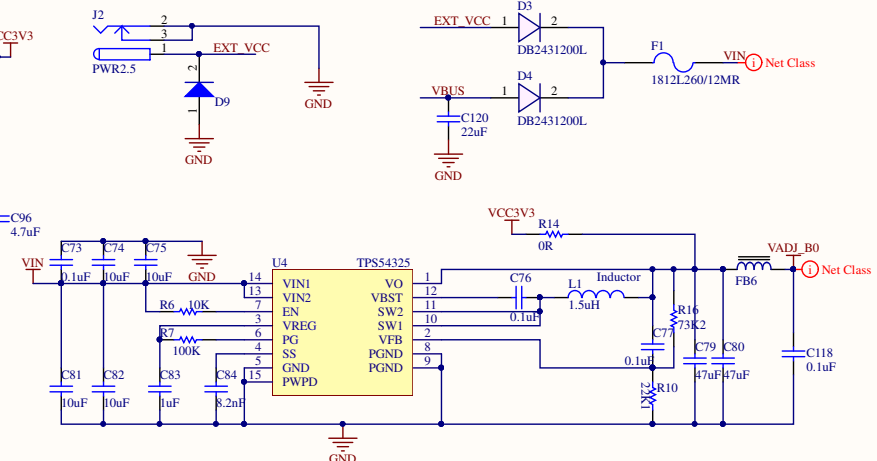 J2
2
3
1
EXT_VCC
PWR2.5
2
D9
1
GND
GND
CC3V3
D3
EXT_VCC
1
2
DB2431200L
D4
VBUS
1
2
DB2431200L
C120
22uF
GND
F1
1812L260/12MR
VIN
i
Net Class
C96
4.7uF
VIN
C73
0.1uF
C74
10uF
C75
10uF
GND
R6
10K
R7
100K
C81
10uF
C82
10uF
C83
1uF
C84
8.2nF
U4
TPS54325
14
VIN1
13
VIN2
7
EN
3
VREG
6
PG
4
SS
5
GND
15
PWPD
VO
1
VBST
12
SW2
11
SW1
10
VFB
2
PGND
8
PGND
9
GND
VCC3V3
R14
0R
C76
0.1uF
L1
Inductor
1.5uH
C77
0.1uF
R16
73K2
R10
22K1
C79
47uF
C80
47uF
FB6
VADJ_B0
i
Net Class
C118
0.1uF